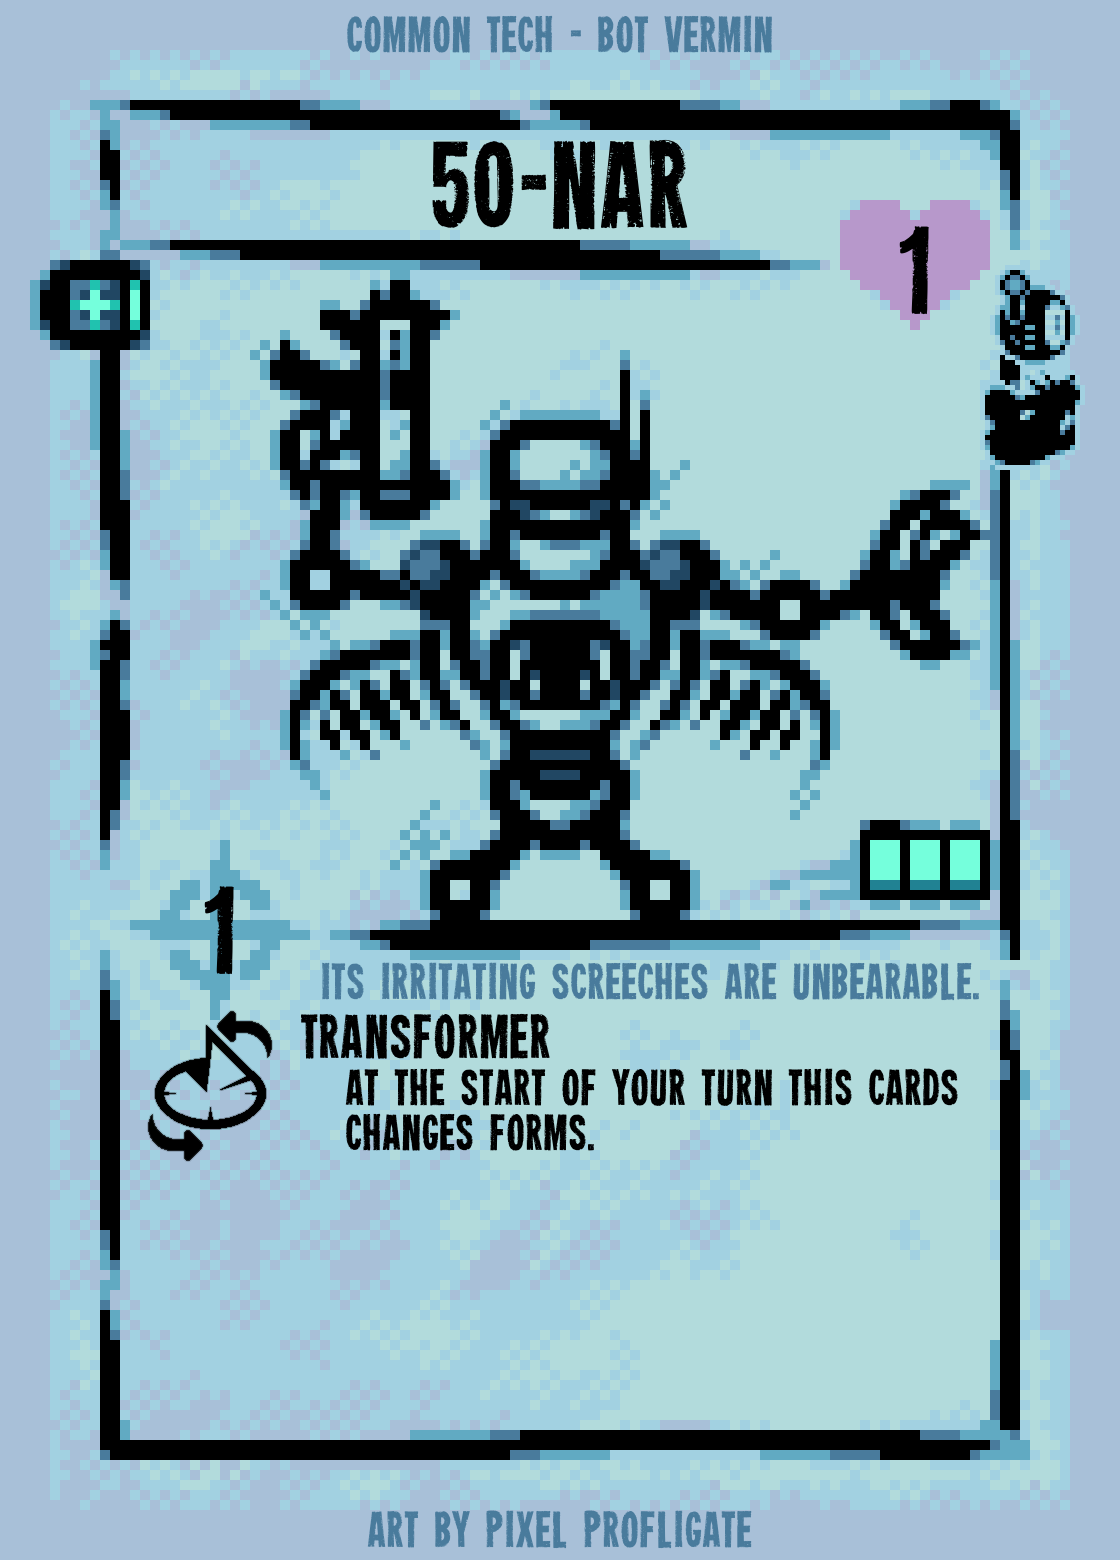 COMMON TECH - BOT VERMIN
50-NAR
1
1
ITS IRRITATING SCREECHES ARE UNBEARABLE.
TRANSFORMER
AT THE START OF YOUR TURN THIS CARDS
CHANGES FORMS.
ART BY PIXEL PROFLIGATE